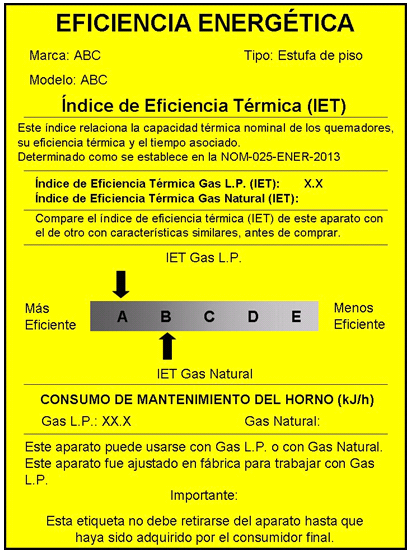 EFICIENCIA ENERGÉTICA
Marca: ABC Tipo: Estufa de piso
Modelo: ABC
Índice de Eficiencia Térmica (IET)
Este índice relaciona la capacidad térmica nominal de los quemadores,
su eficiencia térmica y el tiempo asociado.
Determinado como se establece en la NOM-025-ENER-2013
Índice de Eficiencia Térmica Gas L.P. (IET): X.X
Índice de Eficiencia Térmica Gas Natural (IET):
Compare el índice de eficiencia térmica (IET) de este aparato con
el de otro con características similares, antes de comprar.
IET Gas L.P.
Más
Eficiente
A B C D E
Menos
Eficiente
IET Gas Natural
CONSUMO DE MANTENIMIENTO DEL HORNO (kJ/h)
Gas L.P.: XX.X Gas Natural:
Este aparato puede usarse con Gas L.P. o con Gas Natural.
Este aparato fue ajustado en fábrica para trabajar con Gas
L.P.
Importante:
Esta etiqueta no debe retirarse del aparato hasta que
haya sido adquirido por el consumidor final.